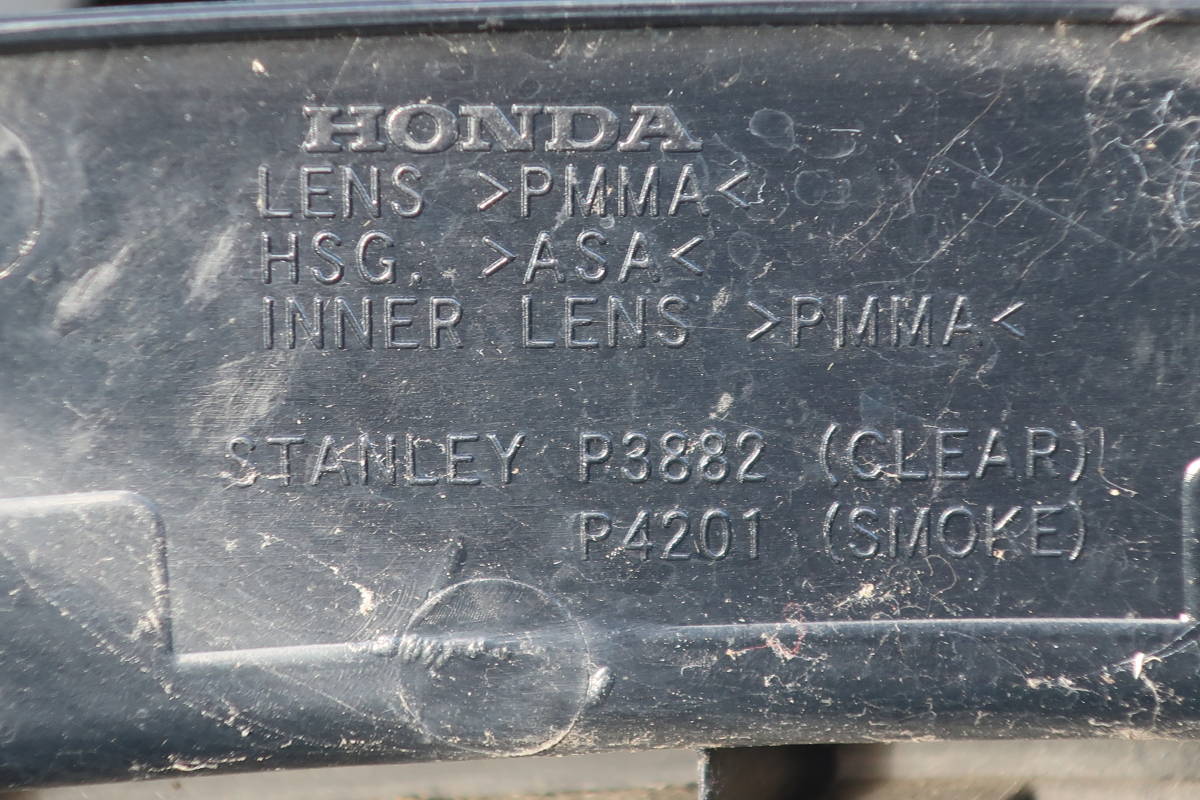 HONDA
LENS >PMMA<
HSG. >ASA<
INNER LENS >PMMA<
STANLEY P3882 (CLEAR)
P4201 (SMOKE)